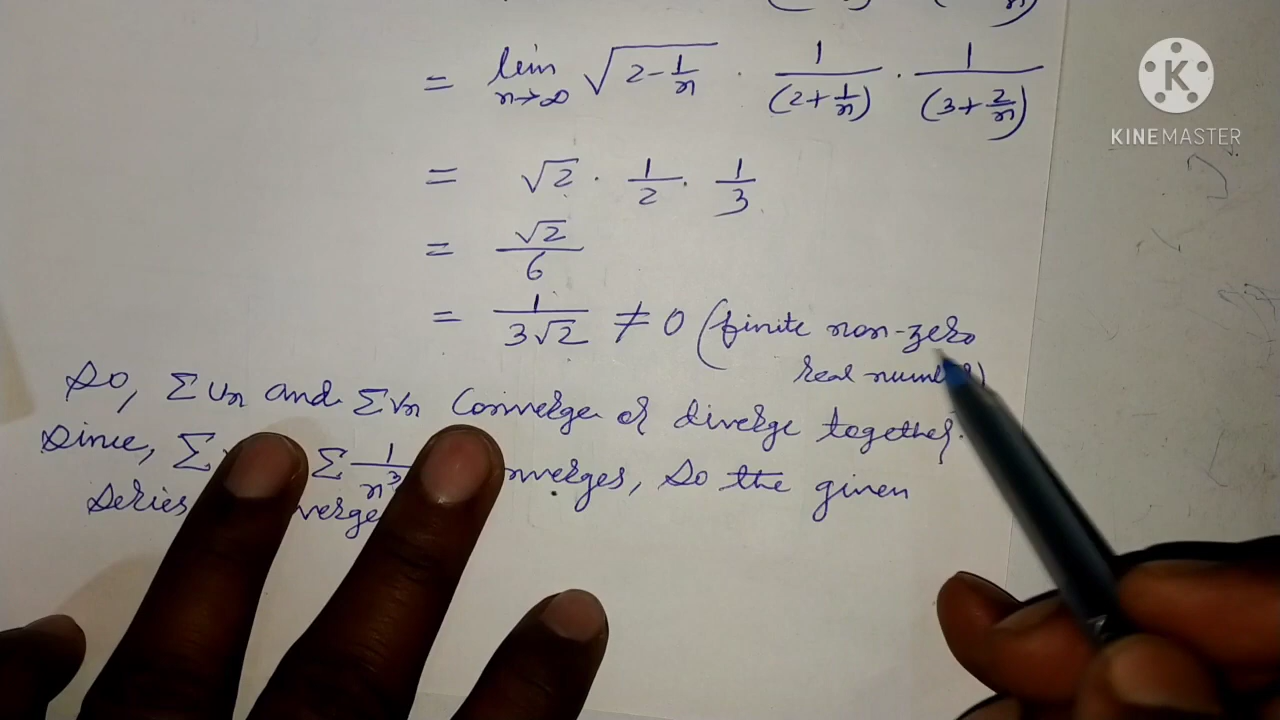 = lim n→∞ √(2 - 1/n) · 1/(2 + 1/n) · 1/(3 + 2/n)
K
KINEMASTER
= √2 · 1/2 · 1/3
= √2/6
= 1/(3√2) ≠ 0 (finite non-zero
real number)
So, Σ Un and Σ Vn Converge or diverge together.
Since, Σ Σ 1/n³ converges, So the given
series converge